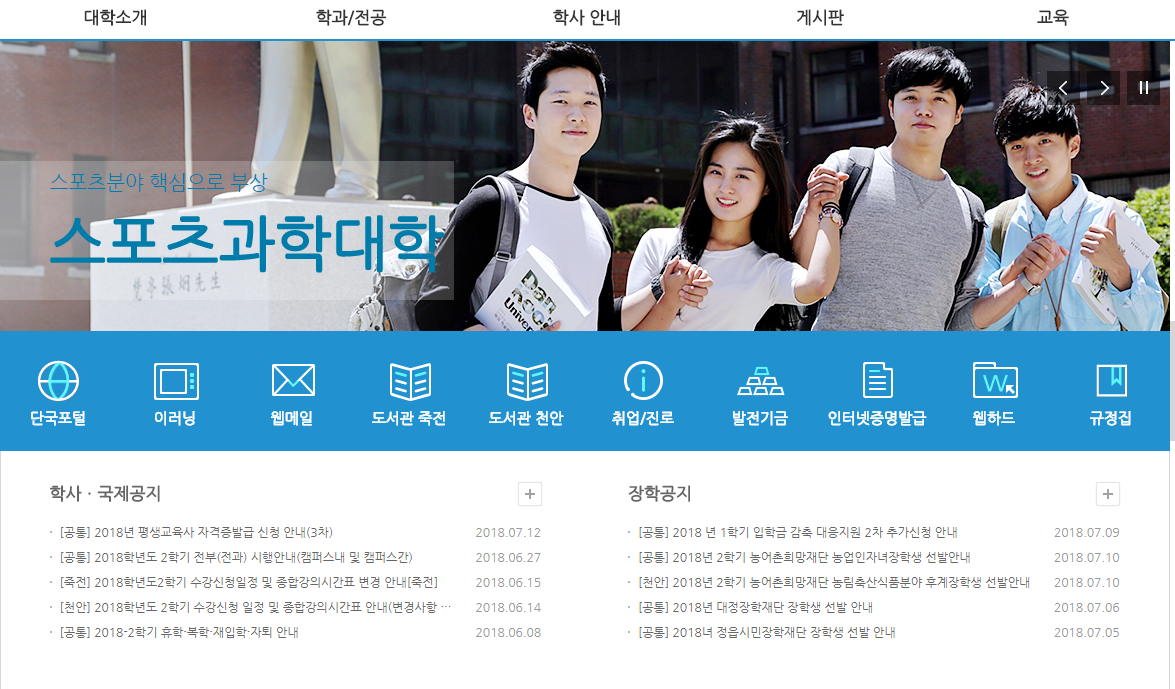 대학소개 학과/전공 학사 안내 게시판 교육
스포츠분야 핵심으로 부상
스포츠과학대학
Univers
단국포털 이러닝 웹메일 도서관 죽전 도서관 천안 취업/진로 발전기금 인터넷증명발급 웹하드 규정집
학사 · 국제공지
· [공통] 2018년 평생교육사 자격증발급 신청 안내(3차) 2018.07.12
· [공통] 2018학년도 2학기 전부(전과) 시행안내(캠퍼스내 및 캠퍼스간) 2018.06.27
· [죽전] 2018학년도2학기 수강신청일정 및 종합강의시간표 변경 안내[죽전] 2018.06.15
· [천안] 2018학년도 2학기 수강신청 일정 및 종합강의시간표 안내(변경사항 … 2018.06.14
· [공통] 2018-2학기 휴학·복학·재입학·자퇴 안내 2018.06.08
장학공지
· [공통] 2018 년 1학기 입학금 감축 대응지원 2차 추가신청 안내 2018.07.09
· [공통] 2018년 2학기 농어촌희망재단 농업인자녀장학생 선발안내 2018.07.10
· [천안] 2018년 2학기 농어촌희망재단 농림축산식품분야 후계장학생 선발안내 2018.07.10
· [공통] 2018년 대정장학재단 장학생 선발 안내 2018.07.06
· [공통] 2018녀 정읍시민장학재단 장학생 선발 안내 2018.07.05